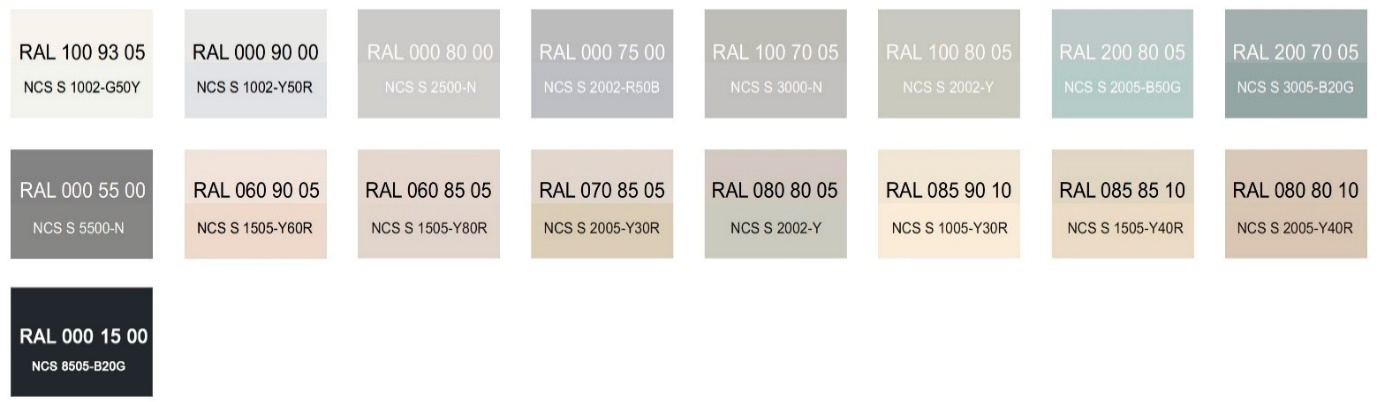 RAL 100 93 05
NCS S 1002-G50Y
RAL 000 90 00
NCS S 1002-Y50R
RAL 000 80 00
NCS S 2500-N
RAL 000 75 00
NCS S 2002-R50B
RAL 100 70 05
NCS S 3000-N
RAL 100 80 05
NCS S 2002-Y
RAL 200 80 05
NCS S 2005-B50G
RAL 200 70 05
NCS S 3005-B20G
RAL 000 55 00
NCS S 5500-N
RAL 060 90 05
NCS S 1505-Y60R
RAL 060 85 05
NCS S 1505-Y80R
RAL 070 85 05
NCS S 2005-Y30R
RAL 080 80 05
NCS S 2002-Y
RAL 085 90 10
NCS S 1005-Y30R
RAL 085 85 10
NCS S 1505-Y40R
RAL 080 80 10
NCS S 2005-Y40R
RAL 000 15 00
NCS 8505-B20G